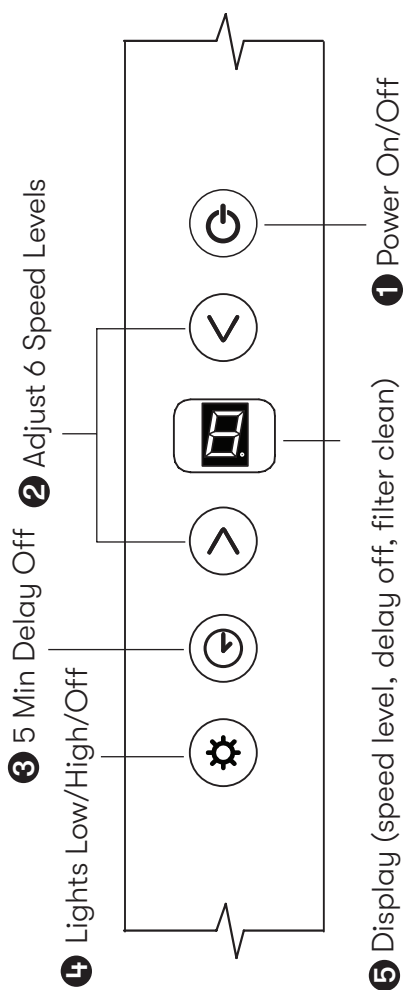 ❹ Lights Low/High/Off
❸ 5 Min Delay Off
❷ Adjust 6 Speed Levels
8.
❺ Display (speed level, delay off, filter clean)
❶ Power On/Off